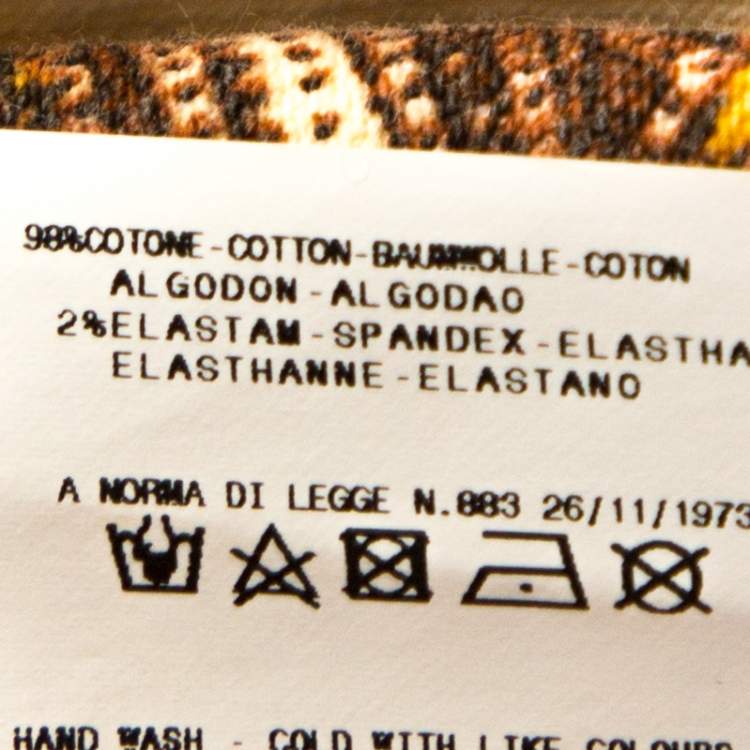 98%COTONE-COTTON-BAUMWOLLE-COTON
ALGODON-ALGODAO
2%ELASTAM-SPANDEX-ELASTHA
ELASTHANNE-ELASTANO
A NORMA DI LEGGE N.883 26/11/1973
HAND WASH - COLD WITH LIKE COLOURS